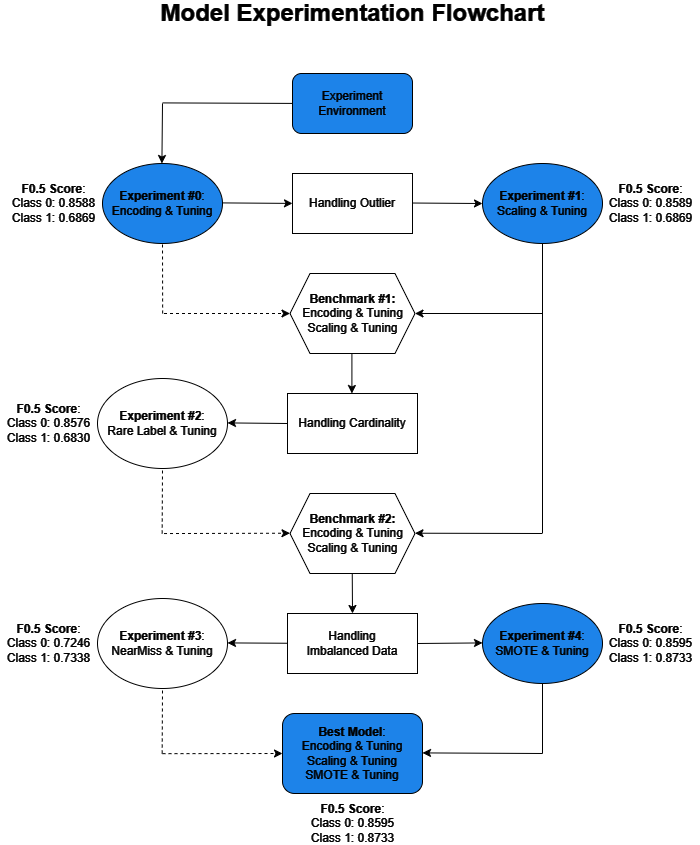 Model Experimentation Flowchart
Experiment
Environment
F0.5 Score:
Class 0: 0.8588
Class 1: 0.6869
Experiment #0:
Encoding & Tuning
Handling Outlier
Experiment #1:
Scaling & Tuning
F0.5 Score:
Class 0: 0.8589
Class 1: 0.6869
Benchmark #1:
Encoding & Tuning
Scaling & Tuning
F0.5 Score:
Class 0: 0.8576
Class 1: 0.6830
Experiment #2:
Rare Label & Tuning
Handling Cardinality
Benchmark #2:
Encoding & Tuning
Scaling & Tuning
F0.5 Score:
Class 0: 0.7246
Class 1: 0.7338
Experiment #3:
NearMiss & Tuning
Handling
Imbalanced Data
Experiment #4:
SMOTE & Tuning
F0.5 Score:
Class 0: 0.8595
Class 1: 0.8733
Best Model:
Encoding & Tuning
Scaling & Tuning
SMOTE & Tuning
F0.5 Score:
Class 0: 0.8595
Class 1: 0.8733